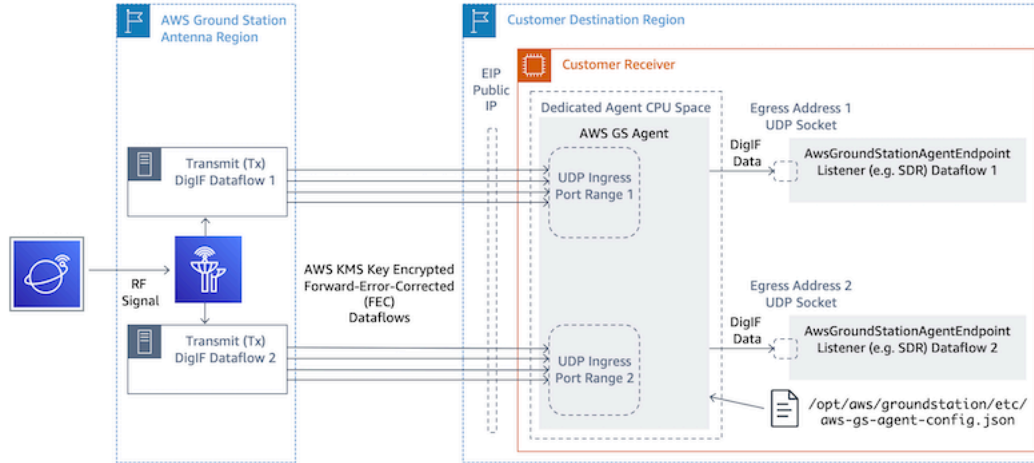 AWS Ground Station
Antenna Region
Customer Destination Region
Customer Receiver
EIP
Public
IP
Dedicated Agent CPU Space
AWS GS Agent
Egress Address 1
UDP Socket
Transmit (Tx)
DigIF Dataflow 1
UDP Ingress
Port Range 1
DigIF
Data
AwsGroundStationAgentEndpoint
Listener (e.g. SDR) Dataflow 1
RF
Signal
AWS KMS Key Encrypted
Forward-Error-Corrected
(FEC)
Dataflows
Egress Address 2
UDP Socket
Transmit (Tx)
DigIF Dataflow 2
UDP Ingress
Port Range 2
DigIF
Data
AwsGroundStationAgentEndpoint
Listener (e.g. SDR) Dataflow 2
/opt/aws/groundstation/etc/
aws-gs-agent-config.json